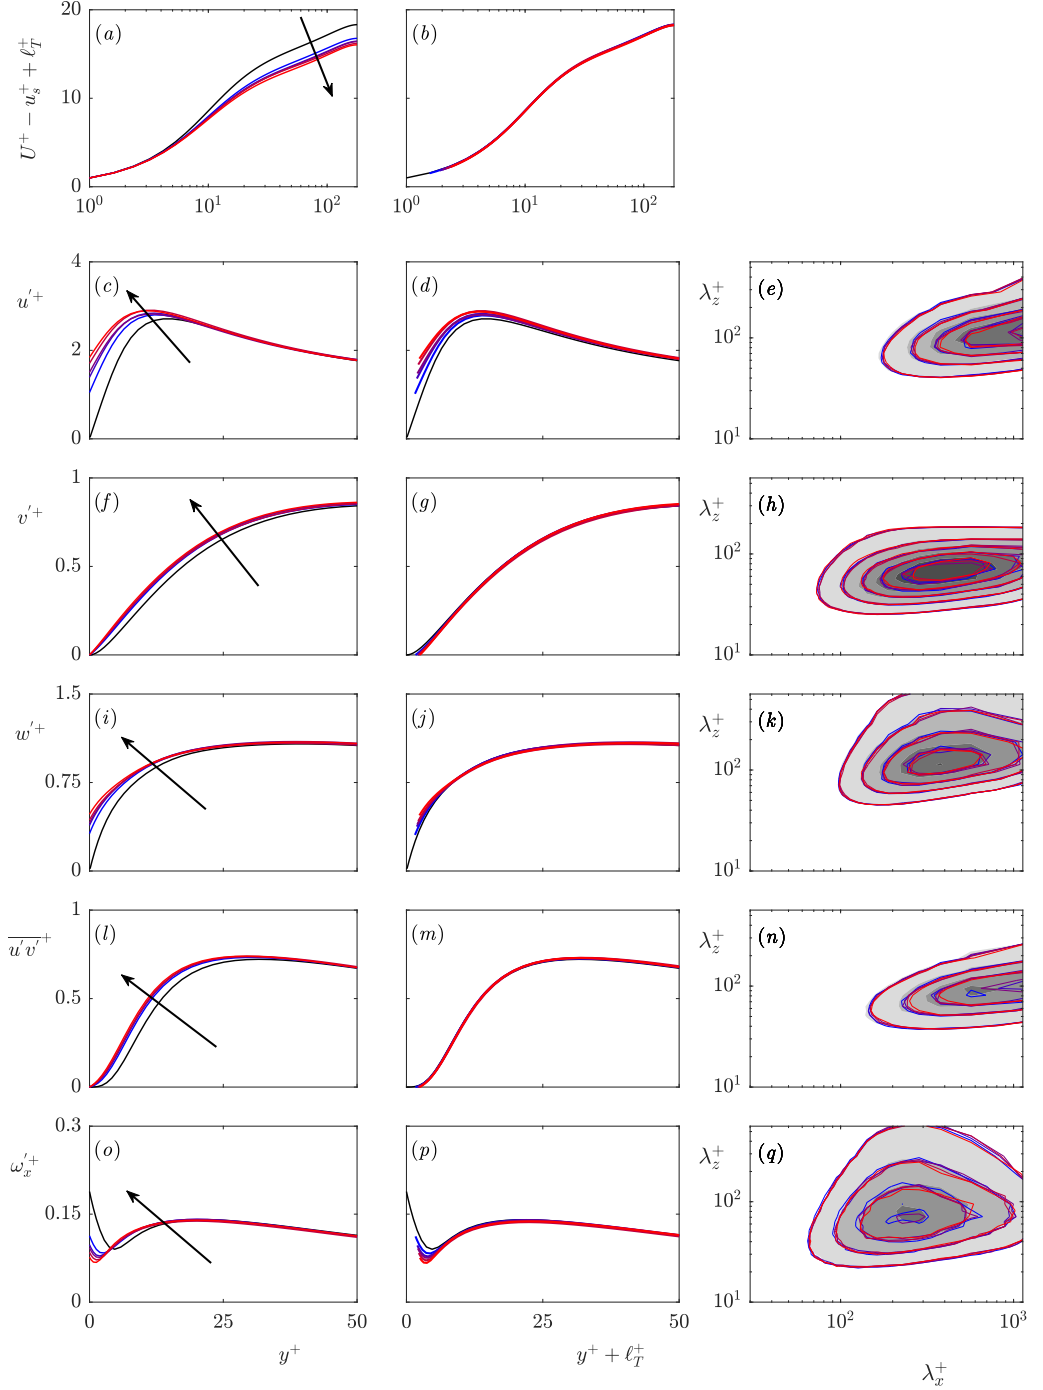 20
(a)
(b)
U⁺ − u_s⁺ + ℓ_T⁺
10
0
10⁰ 10¹ 10² 10⁰ 10¹ 10²
4
(c) (d) λ_z⁺ (e)
u'⁺
10²
2
0 10¹
1
(f) (g) λ_z⁺ (h)
v'⁺
10²
0.5
0 10¹
1.5
(i) (j) λ_z⁺ (k)
w'⁺
10²
0.75
0 10¹
1
(l) (m) λ_z⁺ (n)
\overline{u'v'}⁺
10²
0.5
0 10¹
0.3
(o) (p) λ_z⁺ (q)
ω_x'⁺
0.15 10²
0 10¹
0 25 50 0 25 50 10² 10³
y⁺ y⁺ + ℓ_T⁺
λ_x⁺